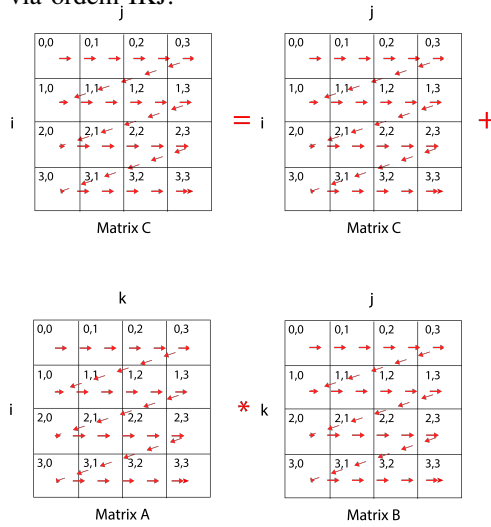 via ordem IKJ.
j j
0,0 0,1 0,2 0,3 0,0 0,1 0,2 0,3
1,0 1,1 1,2 1,3 1,0 1,1 1,2 1,3
i = i +
2,0 2,1 2,2 2,3 2,0 2,1 2,2 2,3
3,0 3,1 3,2 3,3 3,0 3,1 3,2 3,3
Matrix C Matrix C
k j
0,0 0,1 0,2 0,3 0,0 0,1 0,2 0,3
1,0 1,1 1,2 1,3 1,0 1,1 1,2 1,3
i * k
2,0 2,1 2,2 2,3 2,0 2,1 2,2 2,3
3,0 3,1 3,2 3,3 3,0 3,1 3,2 3,3
Matrix A Matrix B